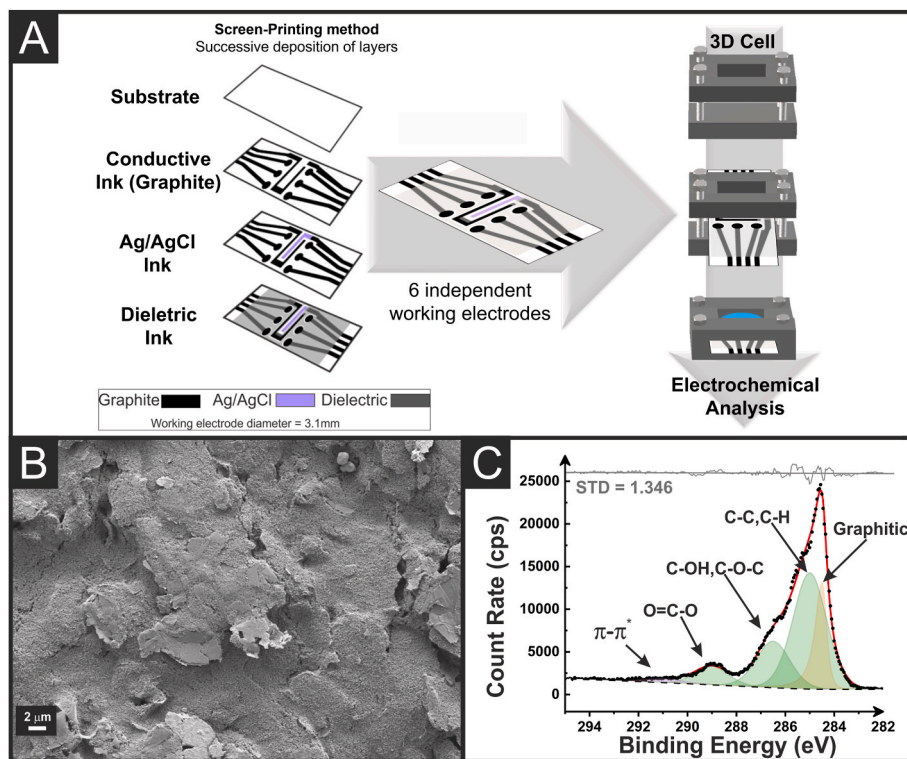 A
Screen-Printing method
Successive deposition of layers
Substrate
Conductive
Ink (Graphite)
Ag/AgCl
Ink
Dieletric
Ink
6 independent
working electrodes
3D Cell
Electrochemical
Analysis
Graphite Ag/AgCl Dielectric
Working electrode diameter = 3.1mm
B
2 μm
C
STD = 1.346
C-C,C-H
Graphitic
C-OH,C-O-C
O=C-O
π-π*
Count Rate (cps)
25000
20000
15000
10000
5000
0
294 292 290 288 286 284 282
Binding Energy (eV)